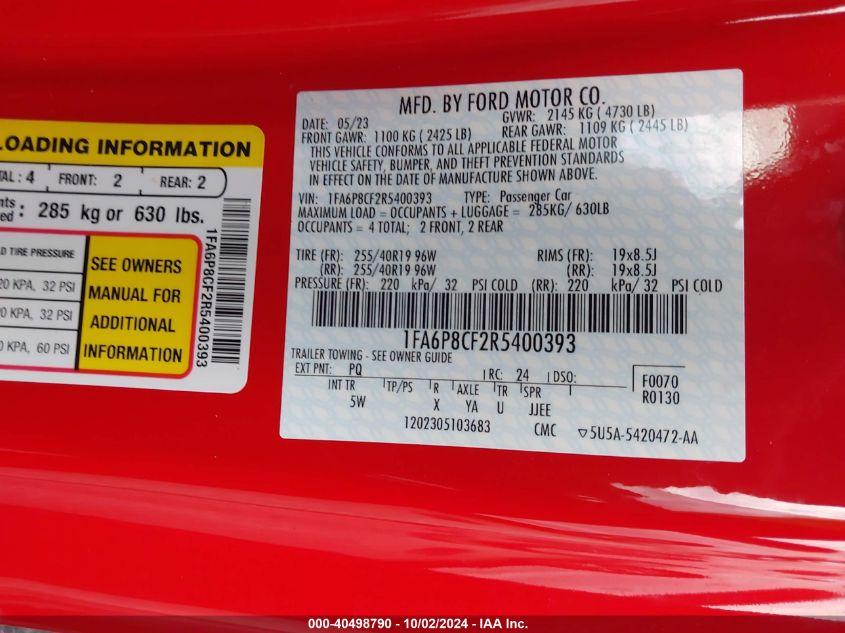 LOADING INFORMATION
TAL: 4 FRONT: 2 REAR: 2
285 kg or 630 lbs.
TIRE PRESSURE
KPA, 32 PSI
KPA, 32 PSI
KPA, 60 PSI
SEE OWNERS
MANUAL FOR
ADDITIONAL
INFORMATION
1FA6P8CF2R5400393
MFD. BY FORD MOTOR CO.
DATE: 05/23 GVWR: 2145 KG ( 4730 LB)
FRONT GAWR: 1100 KG ( 2425 LB) REAR GAWR: 1109 KG ( 2445 LB)
THIS VEHICLE CONFORMS TO ALL APPLICABLE FEDERAL MOTOR
VEHICLE SAFETY, BUMPER, AND THEFT PREVENTION STANDARDS
IN EFFECT ON THE DATE OF MANUFACTURE SHOWN ABOVE.
VIN: 1FA6P8CF2R5400393 TYPE: Passenger Car
MAXIMUM LOAD = OCCUPANTS + LUGGAGE = 285KG/ 630LB
OCCUPANTS = 4 TOTAL; 2 FRONT, 2 REAR
TIRE (FR): 255/40R19 96W RIMS (FR): 19x8.5J
(RR): 255/40R19 96W (RR): 19x8.5J
PRESSURE (FR): 220 kPa/ 32 PSI COLD (RR): 220 kPa/ 32 PSI COLD
1FA6P8CF2R5400393
TRAILER TOWING - SEE OWNER GUIDE
EXT PNT: PQ RC: 24 DSO: F0070
INT TR TP/PS R AXLE TR SPR R0130
5W X YA U JJEE
1202305103683 CMC ▽5U5A-5420472-AA
000-40498790 - 10/02/2024 - IAA Inc.